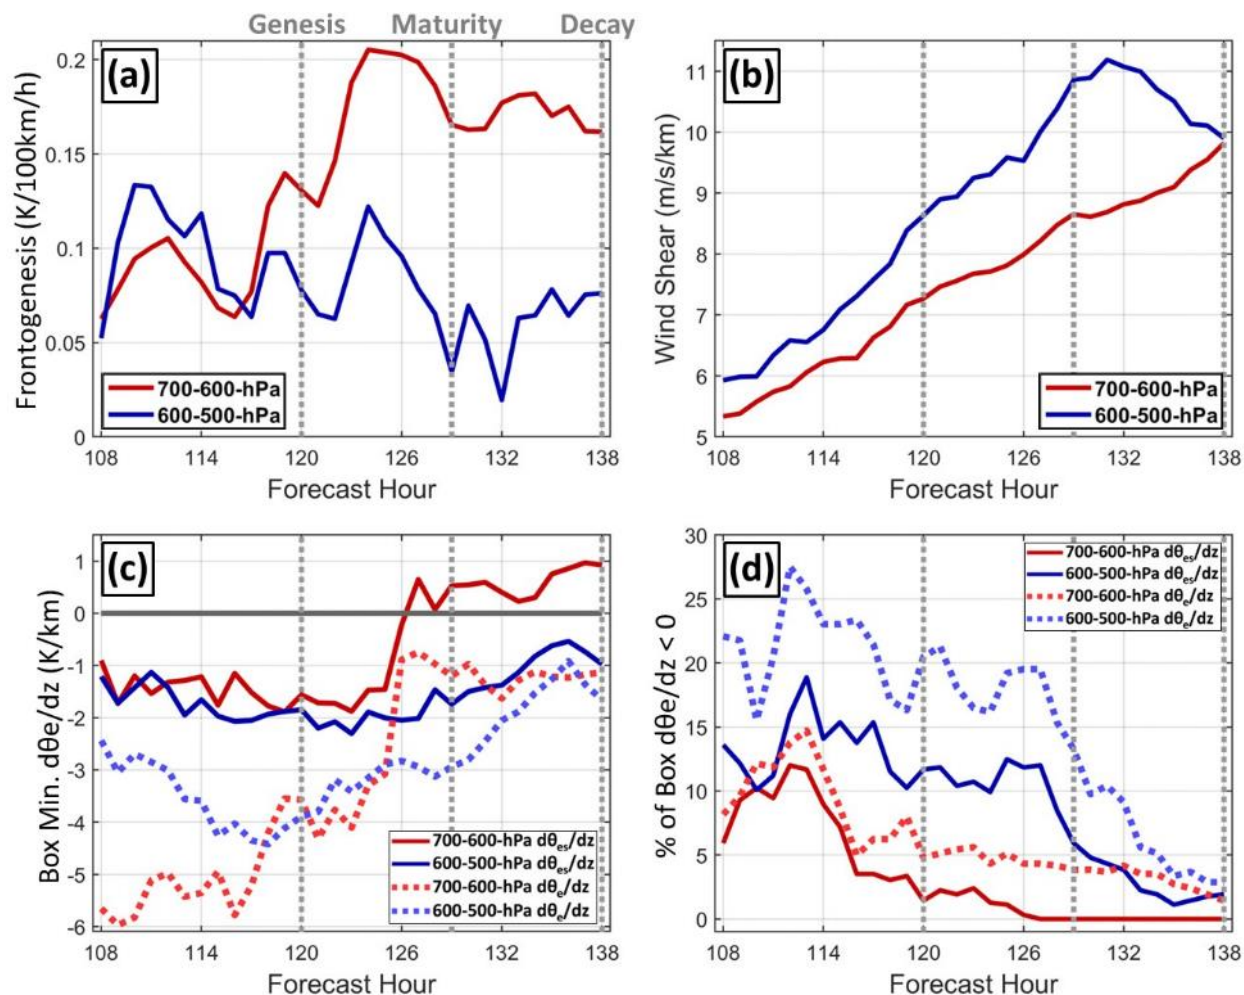 Genesis Maturity Decay
(a)
0.2
0.15
0.1
0.05
0
Frontogenesis (K/100km/h)
700-600-hPa
600-500-hPa
108 114 120 126 132 138
Forecast Hour
(b)
11
10
9
8
7
6
5
Wind Shear (m/s/km)
700-600-hPa
600-500-hPa
108 114 120 126 132 138
Forecast Hour
(c)
1
0
-1
-2
-3
-4
-5
-6
Box Min. dθe/dz (K/km)
700-600-hPa dθes/dz
600-500-hPa dθes/dz
700-600-hPa dθe/dz
600-500-hPa dθe/dz
108 114 120 126 132 138
Forecast Hour
(d)
30
25
20
15
10
5
0
% of Box dθe/dz < 0
700-600-hPa dθes/dz
600-500-hPa dθes/dz
700-600-hPa dθe/dz
600-500-hPa dθe/dz
108 114 120 126 132 138
Forecast Hour